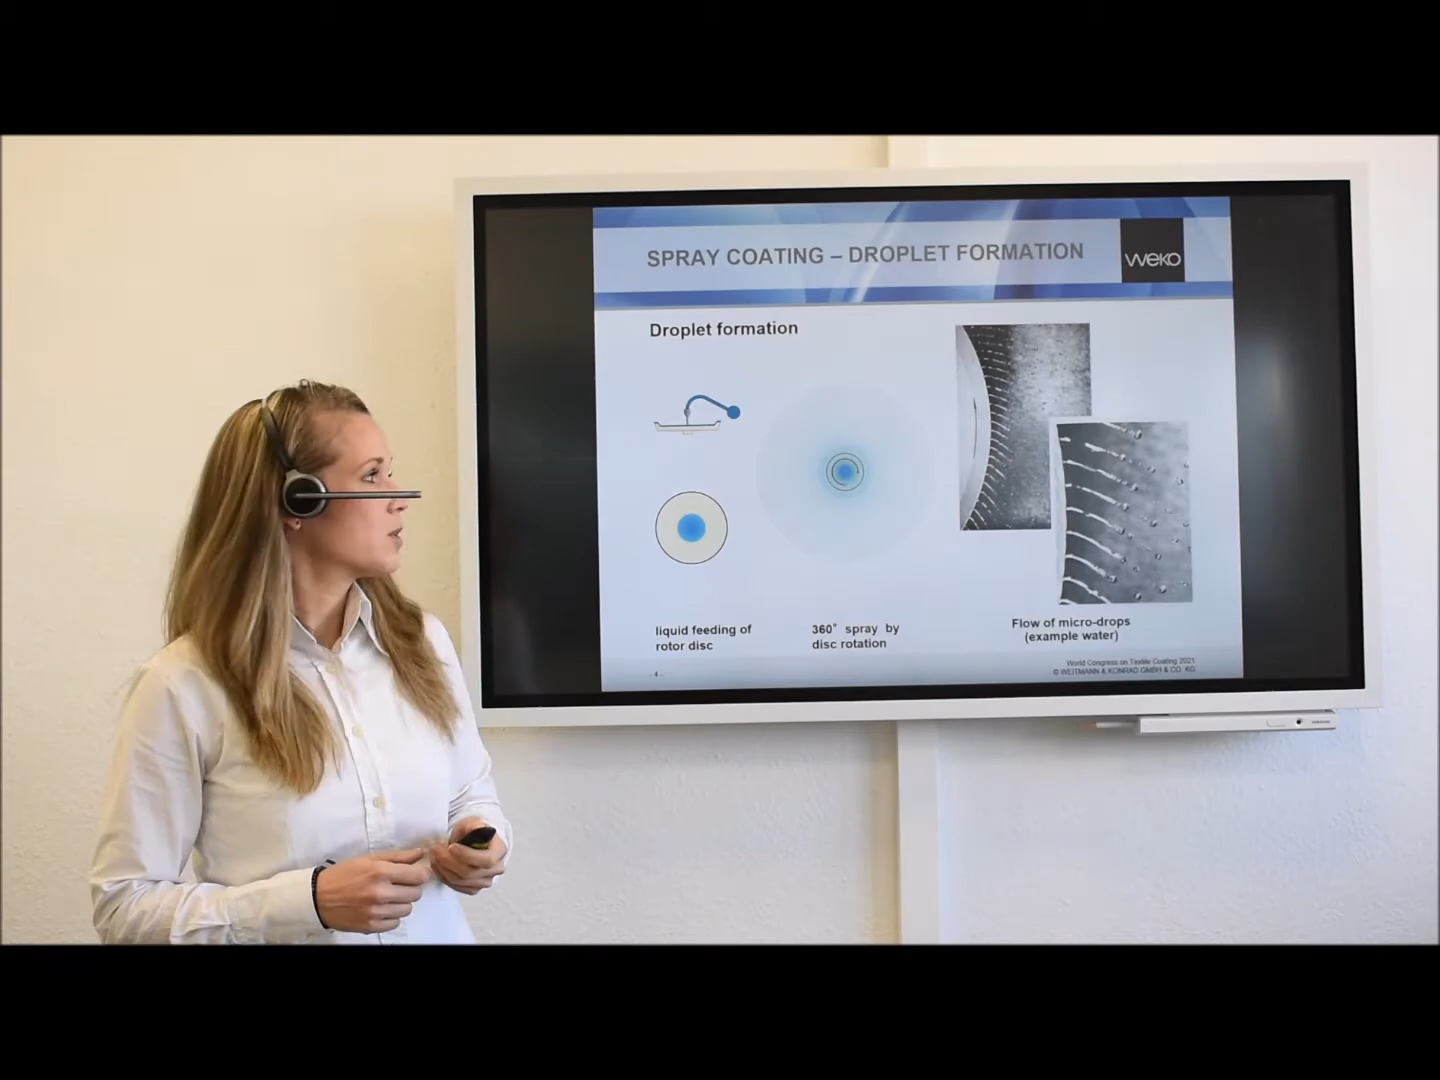 SPRAY COATING – DROPLET FORMATION
weko
Droplet formation
liquid feeding of
rotor disc
360° spray by
disc rotation
Flow of micro-drops
(example water)
- 4 -
World Congress on Textile Coating 2021
© WEITMANN & KONRAD GMBH & CO. KG.